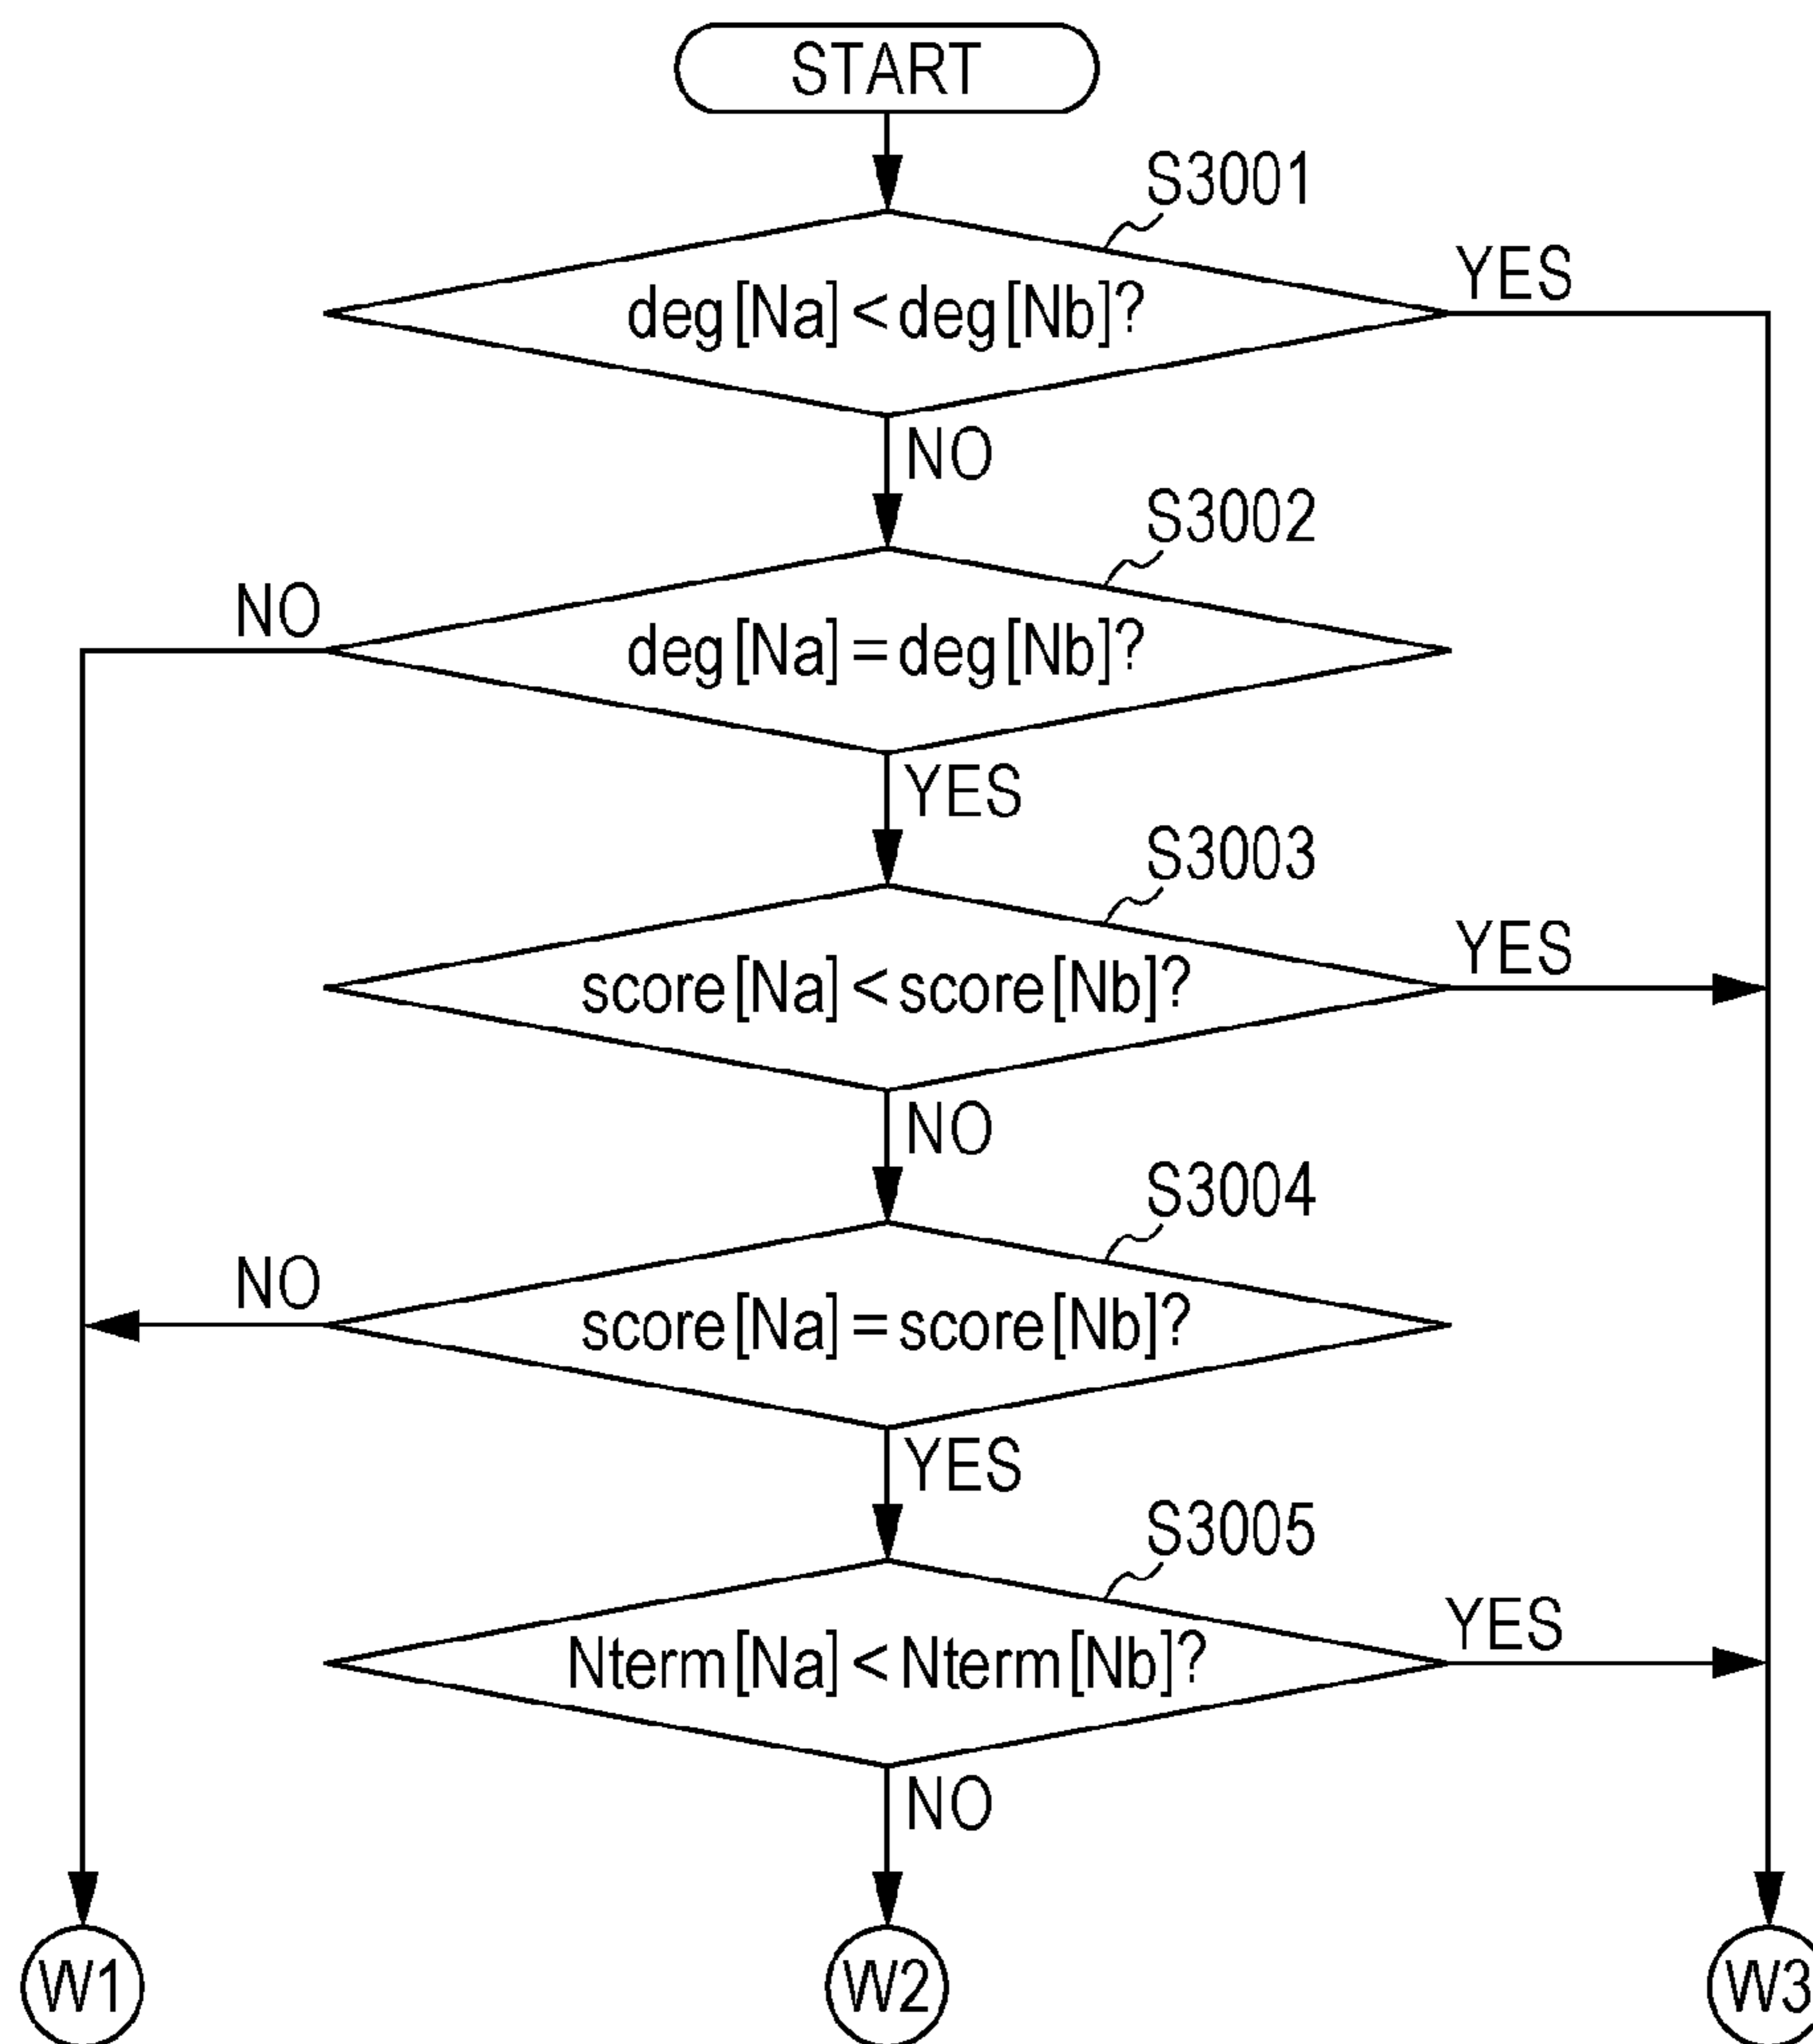 START
S3001
deg[Na] < deg[Nb]?
YES
NO
S3002
NO
deg[Na] = deg[Nb]?
YES
S3003
score[Na] < score[Nb]?
YES
NO
S3004
NO
score[Na] = score[Nb]?
YES
S3005
Nterm[Na] < Nterm[Nb]?
YES
NO
W1
W2
W3